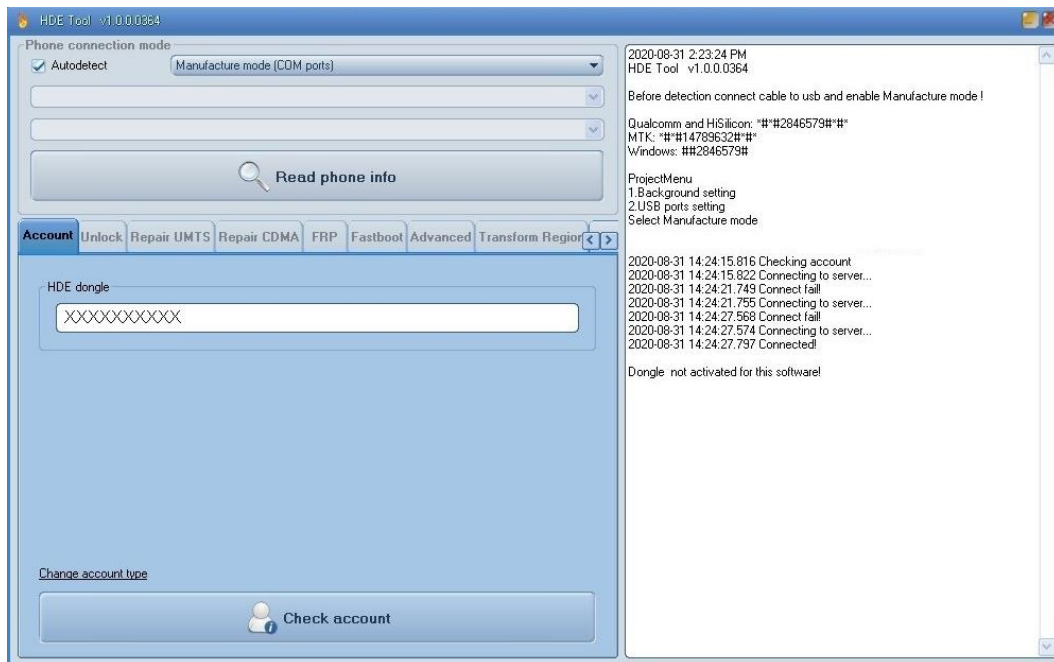 HDE Tool v1.0.0.0364
Phone connection mode
Autodetect
Manufacture mode (COM ports)
Read phone info
Account
Unlock
Repair UMTS
Repair CDMA
FRP
Fastboot
Advanced
Transform Region
HDE dongle
XXXXXXXXXX
Change account type
Check account
2020-08-31 2:23:24 PM
HDE Tool v1.0.0.0364
Before detection connect cable to usb and enable Manufacture mode !
Qualcomm and HiSilicon: *#*#2846579#*#*
MTK: *#*#14789632#*#*
Windows: ##2846579#
ProjectMenu
1.Background setting
2.USB ports setting
Select Manufacture mode
2020-08-31 14:24:15.816 Checking account
2020-08-31 14:24:15.822 Connecting to server...
2020-08-31 14:24:21.749 Connect fail!
2020-08-31 14:24:21.755 Connecting to server...
2020-08-31 14:24:27.568 Connect fail!
2020-08-31 14:24:27.574 Connecting to server...
2020-08-31 14:24:27.797 Connected!
Dongle not activated for this software!